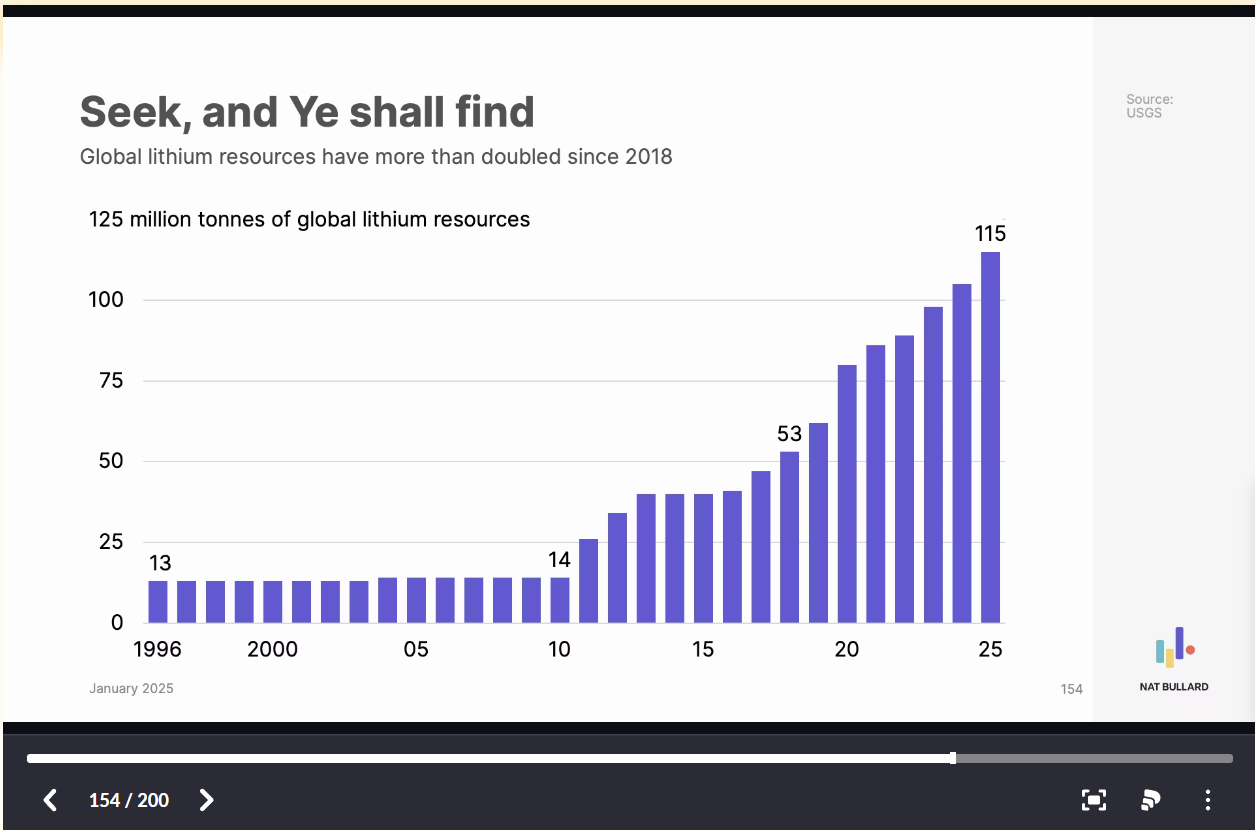 Seek, and Ye shall find
Global lithium resources have more than doubled since 2018
Source:
USGS
125 million tonnes of global lithium resources
115
100
75
53
50
25
13
14
0
1996 2000 05 10 15 20 25
January 2025
154
NAT BULLARD
154 / 200